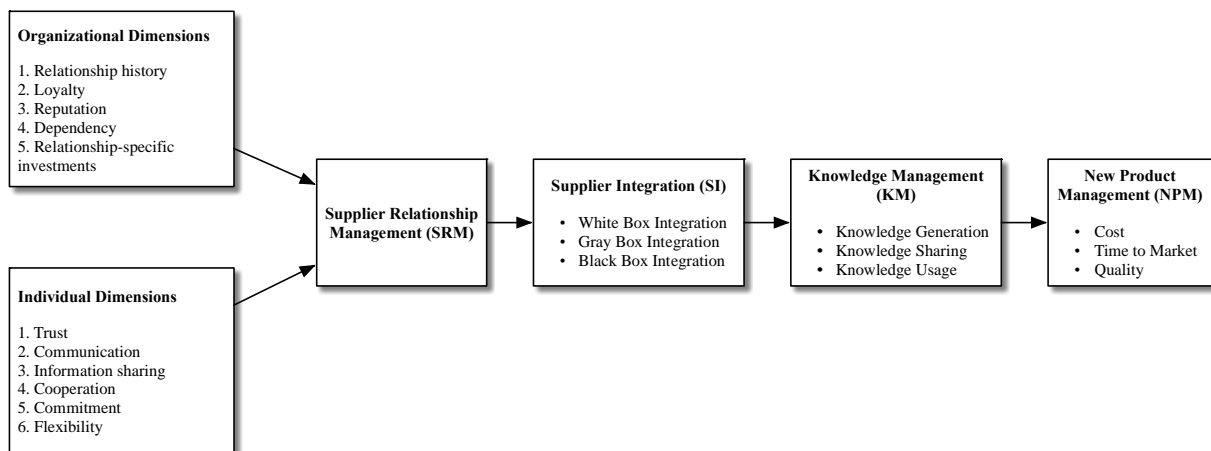 Organizational Dimensions
1. Relationship history
2. Loyalty
3. Reputation
4. Dependency
5. Relationship-specific
investments
Individual Dimensions
1. Trust
2. Communication
3. Information sharing
4. Cooperation
5. Commitment
6. Flexibility
Supplier Relationship
Management (SRM)
Supplier Integration (SI)
• White Box Integration
• Gray Box Integration
• Black Box Integration
Knowledge Management
(KM)
• Knowledge Generation
• Knowledge Sharing
• Knowledge Usage
New Product
Management (NPM)
• Cost
• Time to Market
• Quality